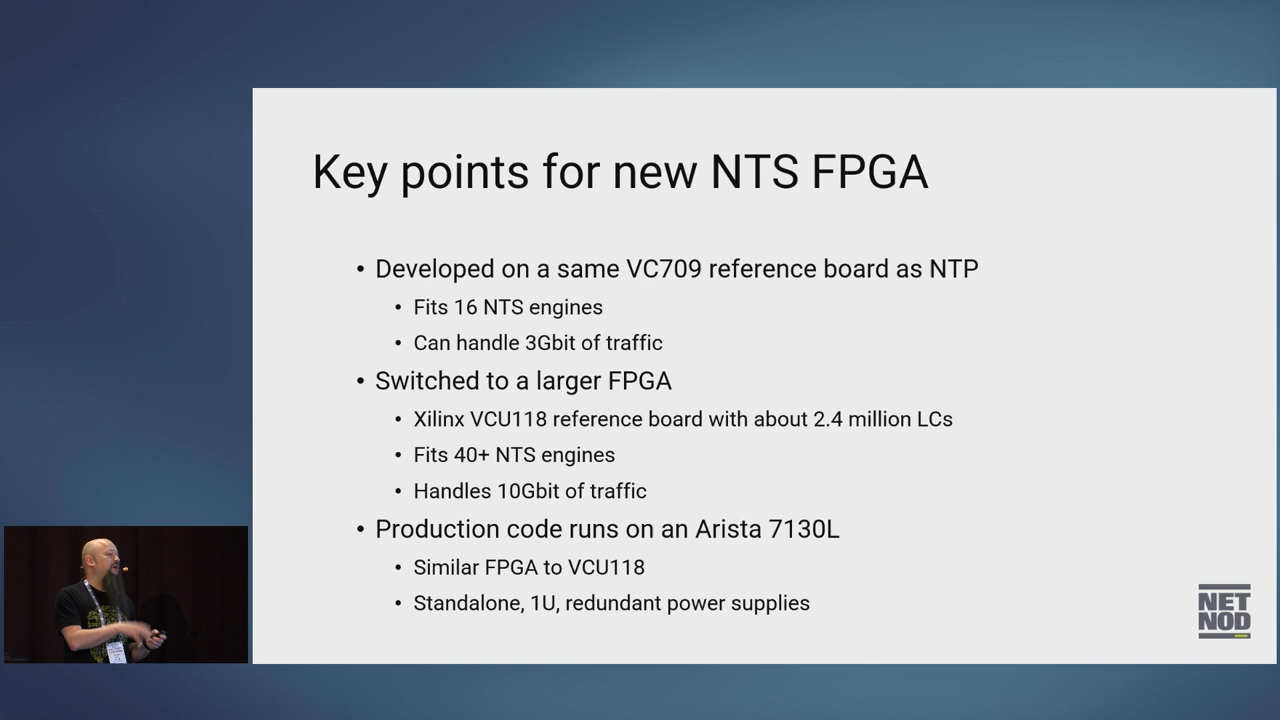 Key points for new NTS FPGA
• Developed on a same VC709 reference board as NTP
• Fits 16 NTS engines
• Can handle 3Gbit of traffic
• Switched to a larger FPGA
• Xilinx VCU118 reference board with about 2.4 million LCs
• Fits 40+ NTS engines
• Handles 10Gbit of traffic
• Production code runs on an Arista 7130L
• Similar FPGA to VCU118
• Standalone, 1U, redundant power supplies
NET
NOD